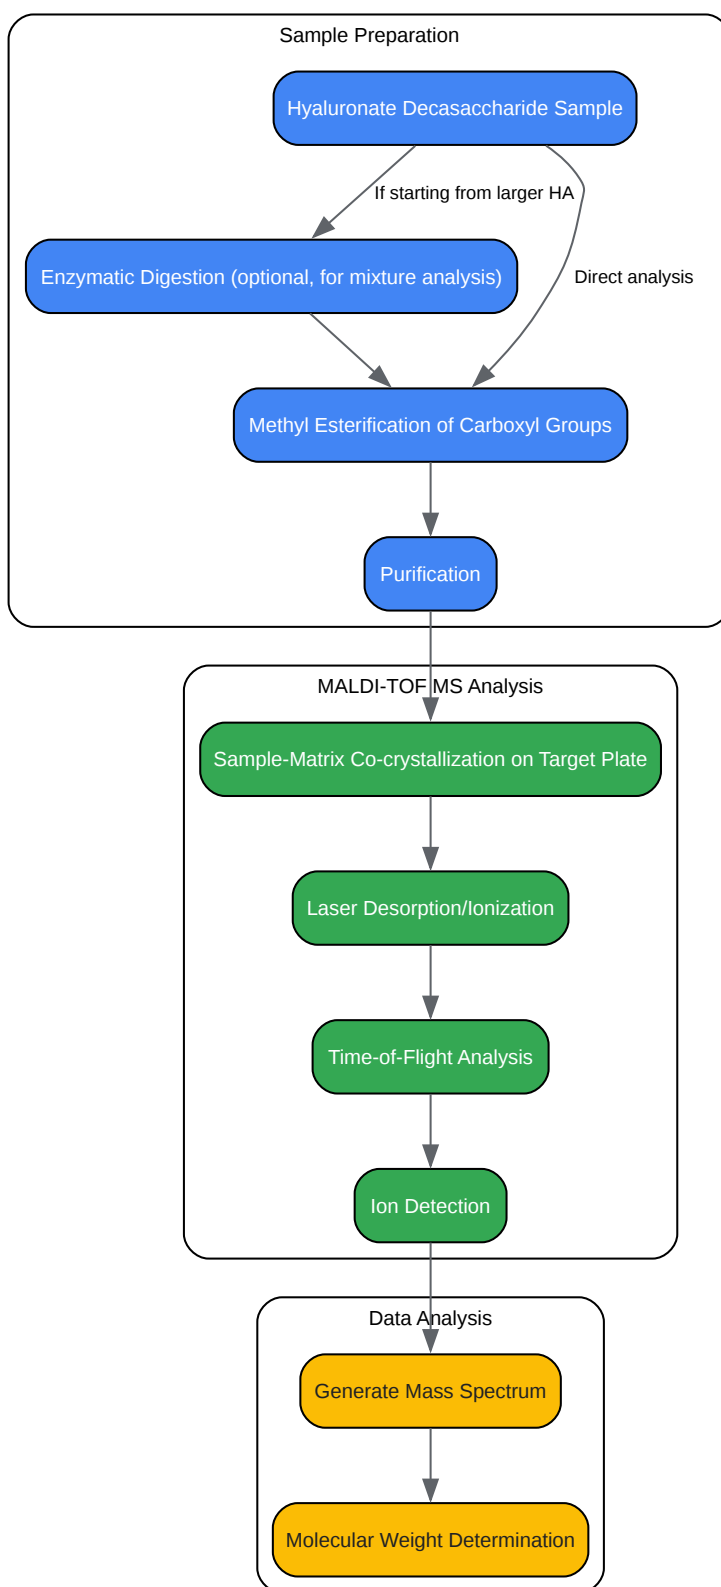 Sample Preparation
Hyaluronate Decasaccharide Sample
If starting from larger HA
Enzymatic Digestion (optional, for mixture analysis)
Direct analysis
Methyl Esterification of Carboxyl Groups
Purification
MALDI-TOF MS Analysis
Sample-Matrix Co-crystallization on Target Plate
Laser Desorption/Ionization
Time-of-Flight Analysis
Ion Detection
Data Analysis
Generate Mass Spectrum
Molecular Weight Determination